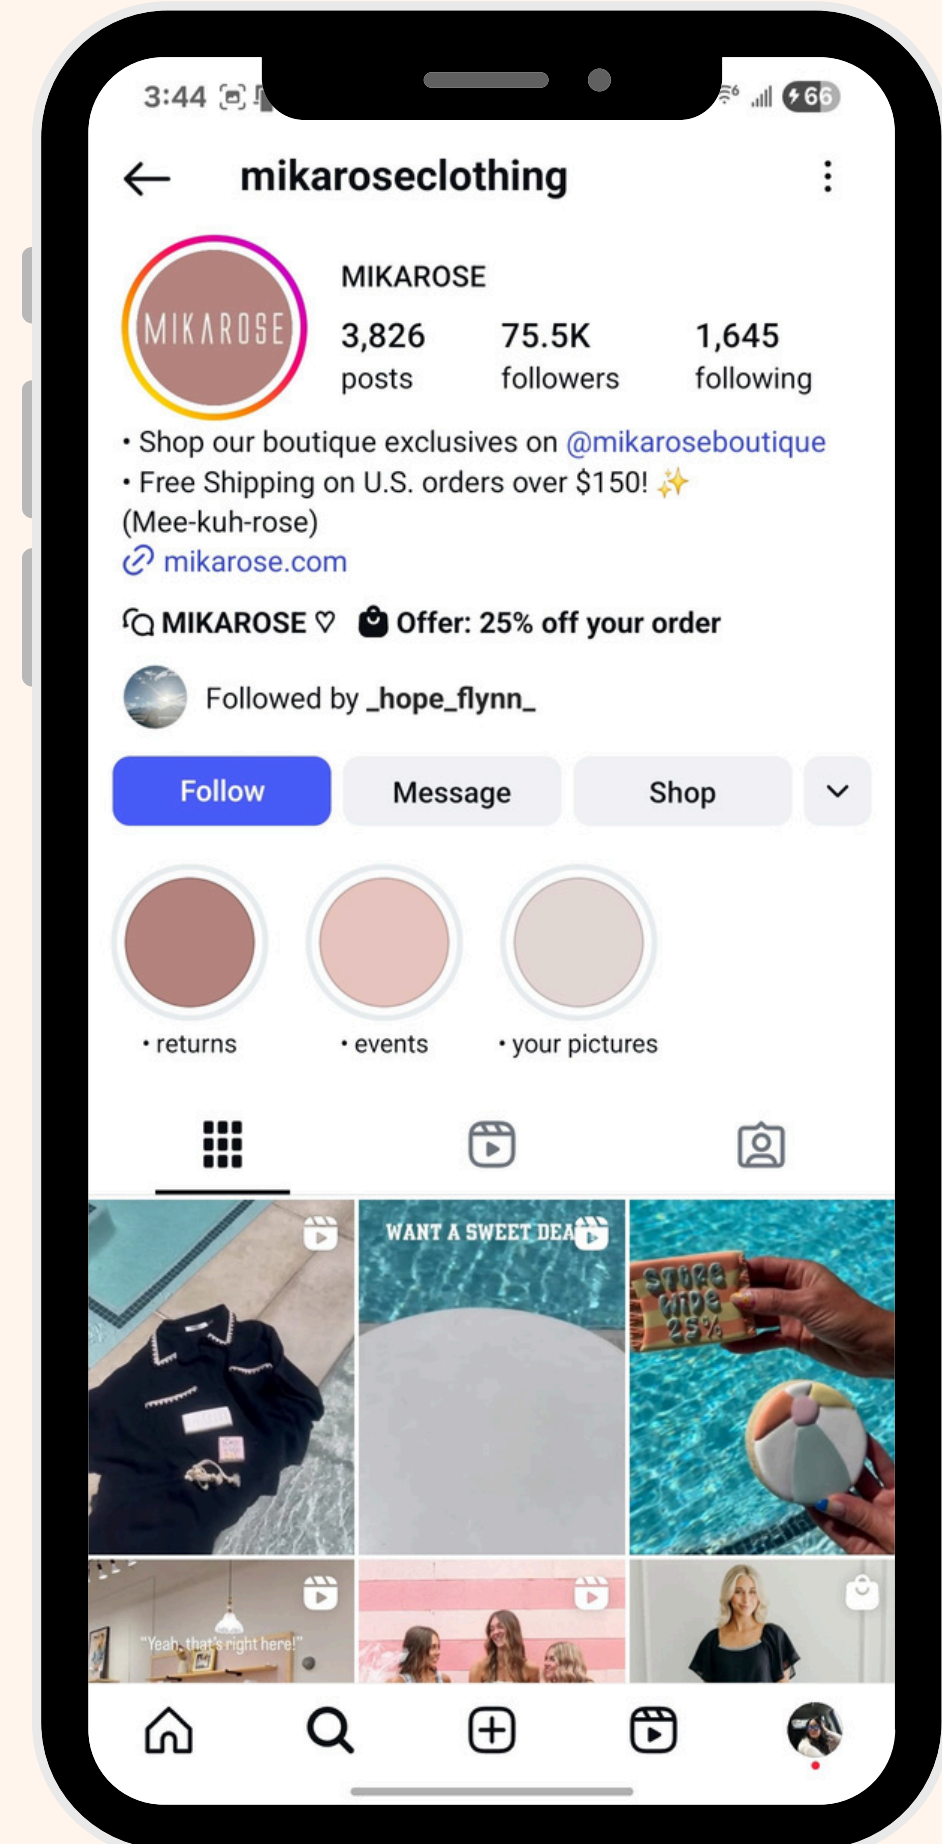 3:44
66
mikaroseclothing
MIKAROSE
MIKAROSE
3,826 75.5K 1,645
posts followers following
• Shop our boutique exclusives on @mikaroseboutique
• Free Shipping on U.S. orders over $150! ✨
(Mee-kuh-rose)
mikarose.com
MIKAROSE ♡ Offer: 25% off your order
Followed by _hope_flynn_
Follow Message Shop
• returns • events • your pictures
WANT A SWEET DEA
STORE
WIDE
25%
"Yeah, that's right here!"